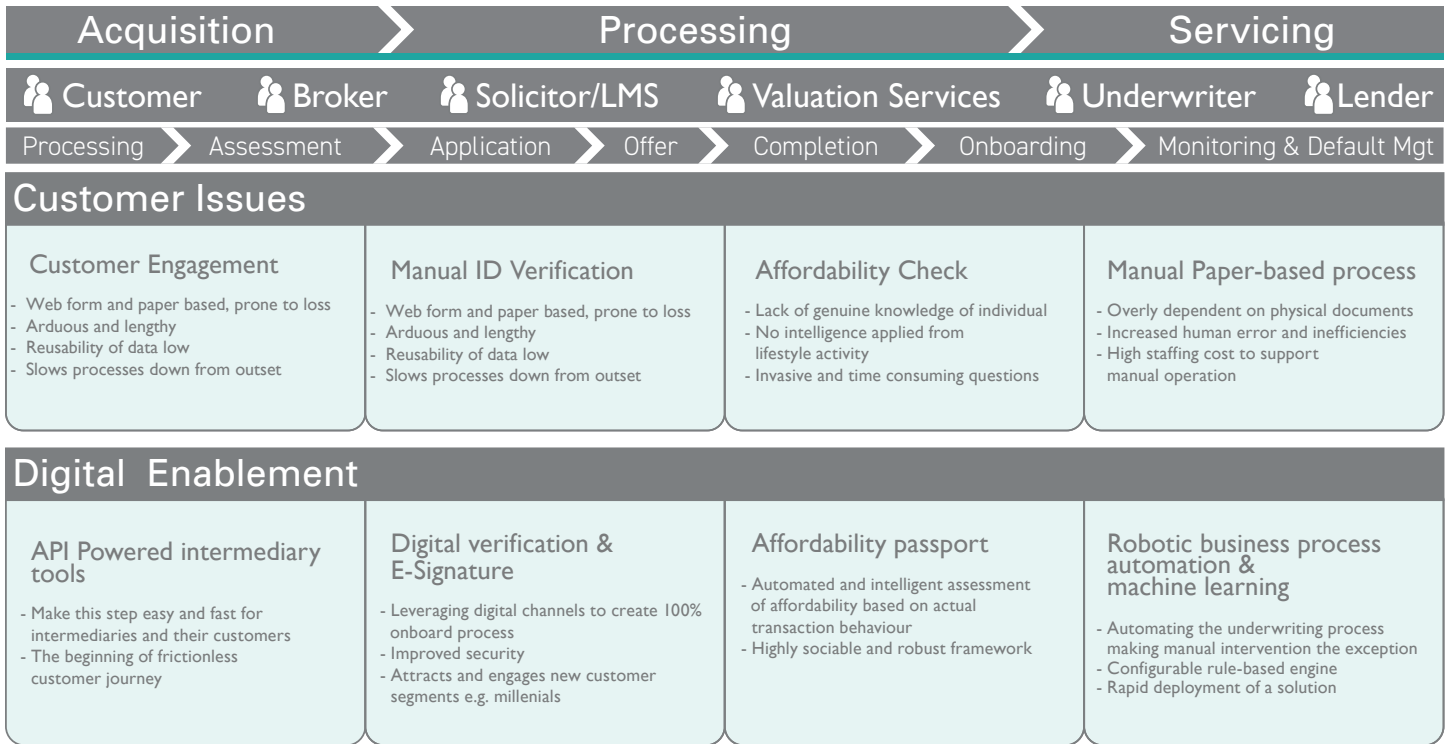 Acquisition Processing Servicing
Customer Broker Solicitor/LMS Valuation Services Underwriter Lender
Processing Assessment Application Offer Completion Onboarding Monitoring & Default Mgt
Customer Issues
Customer Engagement
- Web form and paper based, prone to loss
- Arduous and lengthy
- Reusability of data low
- Slows processes down from outset
Manual ID Verification
- Web form and paper based, prone to loss
- Arduous and lengthy
- Reusability of data low
- Slows processes down from outset
Affordability Check
- Lack of genuine knowledge of individual
- No intelligence applied from
lifestyle activity
- Invasive and time consuming questions
Manual Paper-based process
- Overly dependent on physical documents
- Increased human error and inefficiencies
- High staffing cost to support
manual operation
Digital Enablement
API Powered intermediary
tools
- Make this step easy and fast for
intermediaries and their customers
- The beginning of frictionless
customer journey
Digital verification &
E-Signature
- Leveraging digital channels to create 100%
onboard process
- Improved security
- Attracts and engages new customer
segments e.g. millenials
Affordability passport
- Automated and intelligent assessment
of affordability based on actual
transaction behaviour
- Highly sociable and robust framework
Robotic business process
automation &
machine learning
- Automating the underwriting process
making manual intervention the exception
- Configurable rule-based engine
- Rapid deployment of a solution